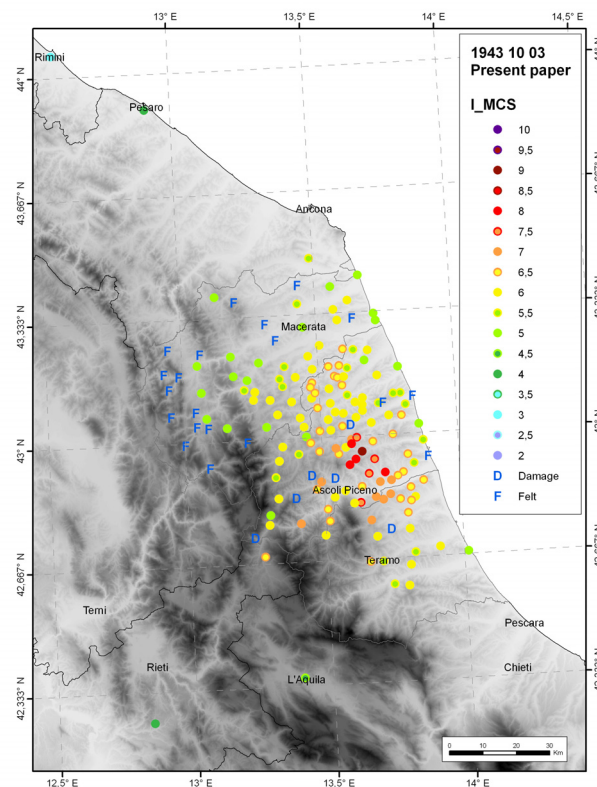 13° E
13,5° E
14° E
14,5° E
44° N
43,667° N
43,333° N
43° N
42,667° N
42,333° N
Rimini
Pesaro
Ancona
F
F
F
F
F
Macerata
F
F
F
F
F
F
F
F
F
F
D
F
F
F
F
F
F
D
D
Ascoli Piceno
D
D
D
Teramo
Terni
Pescara
Rieti
L'Aquila
Chieti
1943 10 03
Present paper
I_MCS
10
9,5
9
8,5
8
7,5
7
6,5
6
5,5
5
4,5
4
3,5
3
2,5
2
D Damage
F Felt
0 10 20 30
Km
12,5° E
13° E
13,5° E
14° E